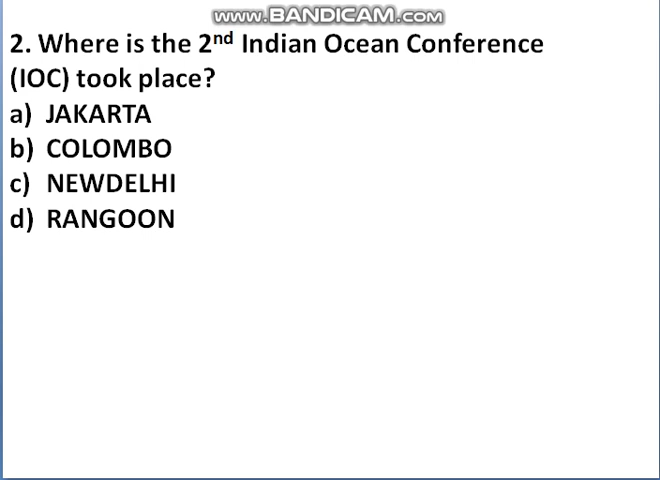 www.BANDICAM.com
2. Where is the 2nd Indian Ocean Conference
(IOC) took place?
a) JAKARTA
b) COLOMBO
c) NEWDELHI
d) RANGOON